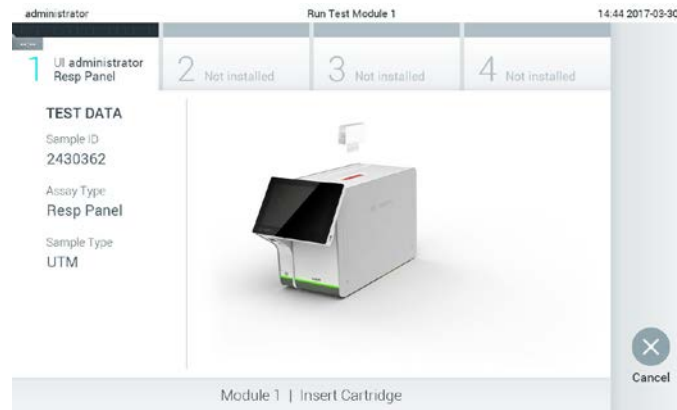 administrator
Run Test Module 1
14:44 2017-03-30
1
UI administrator
Resp Panel
2 Not installed
3 Not installed
4 Not installed
TEST DATA
Sample ID
2430362
Assay Type
Resp Panel
Sample Type
UTM
Cancel
Module 1 | Insert Cartridge